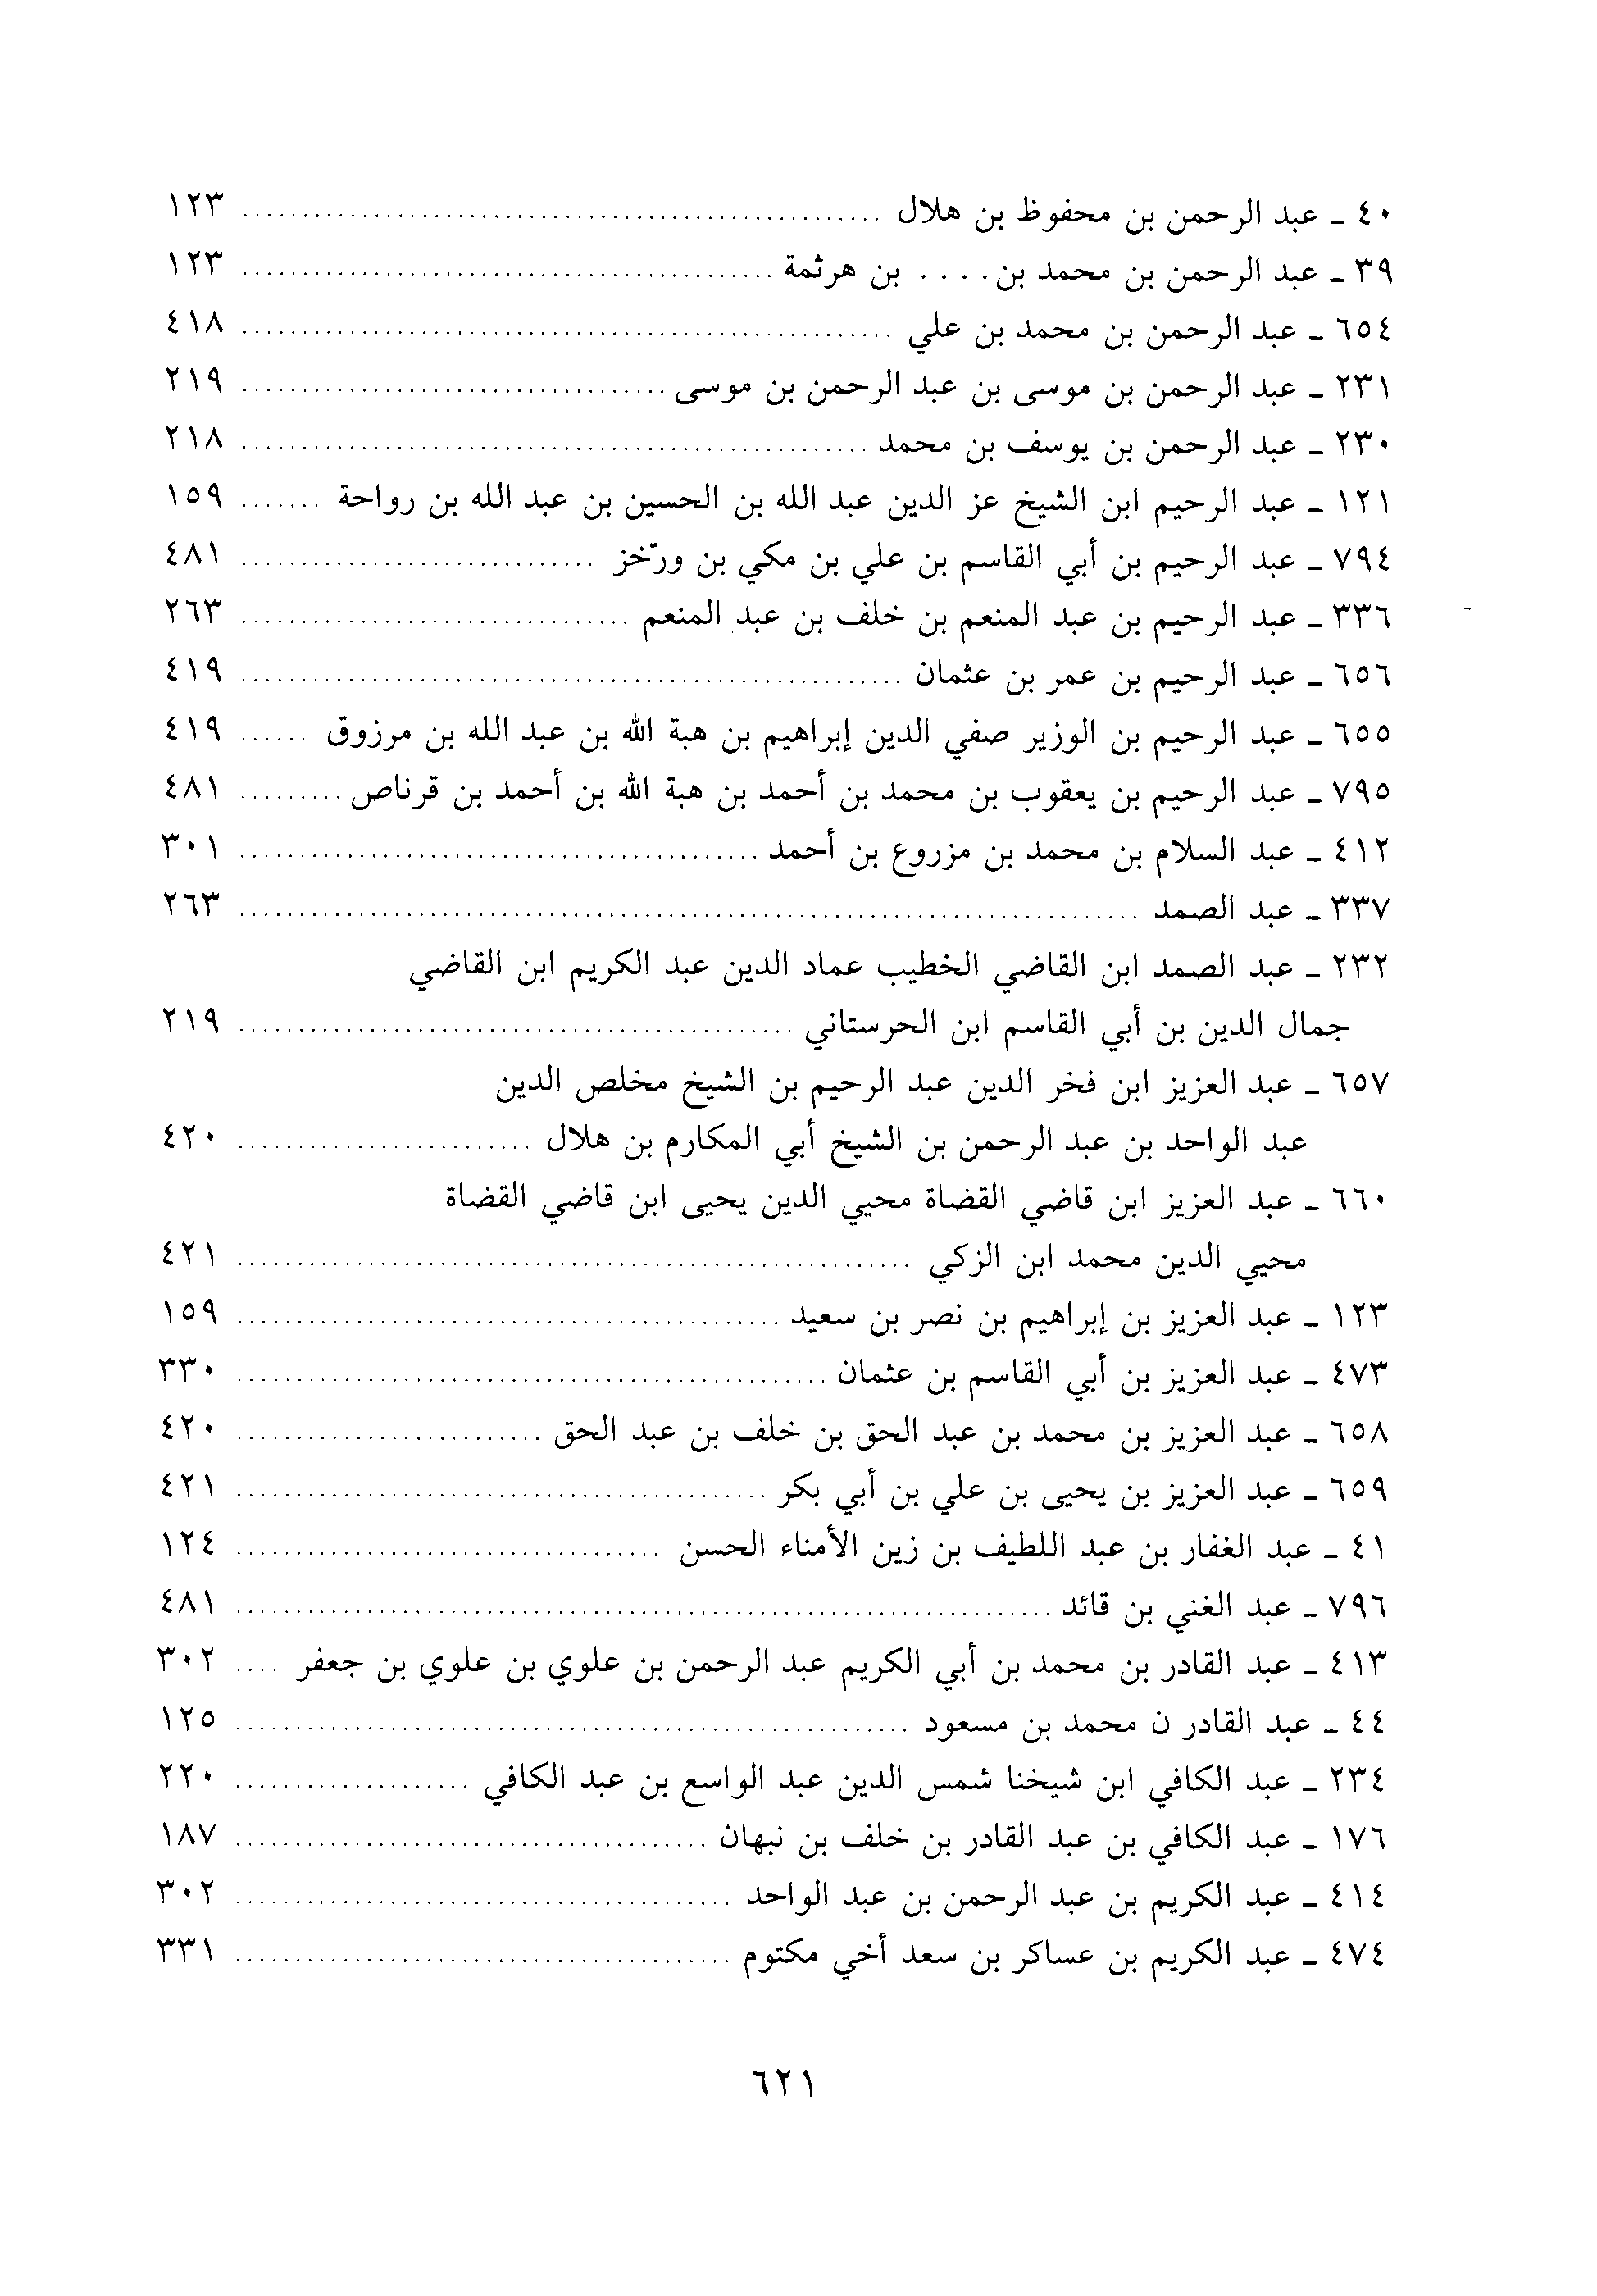 ٤٠ ـ عبد الرحمن بن محفوظ بن هلال ........ ١٢٣
٣٩ ـ عبد الرحمن بن محمد بن.... بن هرثمة ........ ١٢٣
٦٥٤ ـ عبد الرحمن بن محمد بن علي ........ ٤١٨
٢٣١ ـ عبد الرحمن بن موسى بن عبد الرحمن بن موسى ........ ٢١٩
٢٣٠ ـ عبد الرحمن بن يوسف بن محمد ........ ٢١٨
١٢١ ـ عبد الرحيم ابن الشيخ عز الدين عبد الله بن الحسين بن عبد الله بن رواحة ....... ١٥٩
٧٩٤ ـ عبد الرحيم بن أبي القاسم بن علي بن مكي بن ورّخز ........ ٤٨١
٣٣٦ ـ عبد الرحيم بن عبد المنعم بن خلف بن عبد المنعم ........ ٢٦٣
٦٥٦ ـ عبد الرحيم بن عمر بن عثمان ........ ٤١٩
٦٥٥ ـ عبد الرحيم بن الوزير صفي الدين إبراهيم بن هبة الله بن عبد الله بن مرزوق ...... ٤١٩
٧٩٥ ـ عبد الرحيم بن يعقوب بن محمد بن أحمد بن هبة الله بن أحمد بن قرناص ......... ٤٨١
٤١٢ ـ عبد السلام بن محمد بن مزروع بن أحمد ........ ٣٠١
٣٣٧ ـ عبد الصمد ........ ٢٦٣
٢٣٢ ـ عبد الصمد ابن القاضي الخطيب عماد الدين عبد الكريم ابن القاضي
جمال الدين بن أبي القاسم ابن الحرستاني ........ ٢١٩
٦٥٧ ـ عبد العزيز ابن فخر الدين عبد الرحيم بن الشيخ مخلص الدين
عبد الواحد بن عبد الرحمن بن الشيخ أبي المكارم بن هلال ........ ٤٢٠
٦٦٠ ـ عبد العزيز ابن قاضي القضاة محيي الدين يحيى ابن قاضي القضاة
محيي الدين محمد ابن الزكي ........ ٤٢١
١٢٣ ـ عبد العزيز بن إبراهيم بن نصر بن سعيد ........ ١٥٩
٤٧٣ ـ عبد العزيز بن أبي القاسم بن عثمان ........ ٣٣٠
٦٥٨ ـ عبد العزيز بن محمد بن عبد الحق بن خلف بن عبد الحق ........ ٤٢٠
٦٥٩ ـ عبد العزيز بن يحيى بن علي بن أبي بكر ........ ٤٢١
٤١ ـ عبد الغفار بن عبد اللطيف بن زين الأمناء الحسن ........ ١٢٤
٧٩٦ ـ عبد الغني بن قائد ........ ٤٨١
٤١٣ ـ عبد القادر بن محمد بن أبي الكريم عبد الرحمن بن علوي بن علوي بن جعفر .... ٣٠٢
٤٤ ـ عبد القادر ن محمد بن مسعود ........ ١٢٥
٢٣٤ ـ عبد الكافي ابن شيخنا شمس الدين عبد الواسع بن عبد الكافي ........ ٢٢٠
١٧٦ ـ عبد الكافي بن عبد القادر بن خلف بن نبهان ........ ١٨٧
٤١٤ ـ عبد الكريم بن عبد الرحمن بن عبد الواحد ........ ٣٠٢
٤٧٤ ـ عبد الكريم بن عساكر بن سعد أخي مكتوم ........ ٣٣١
٦٢١